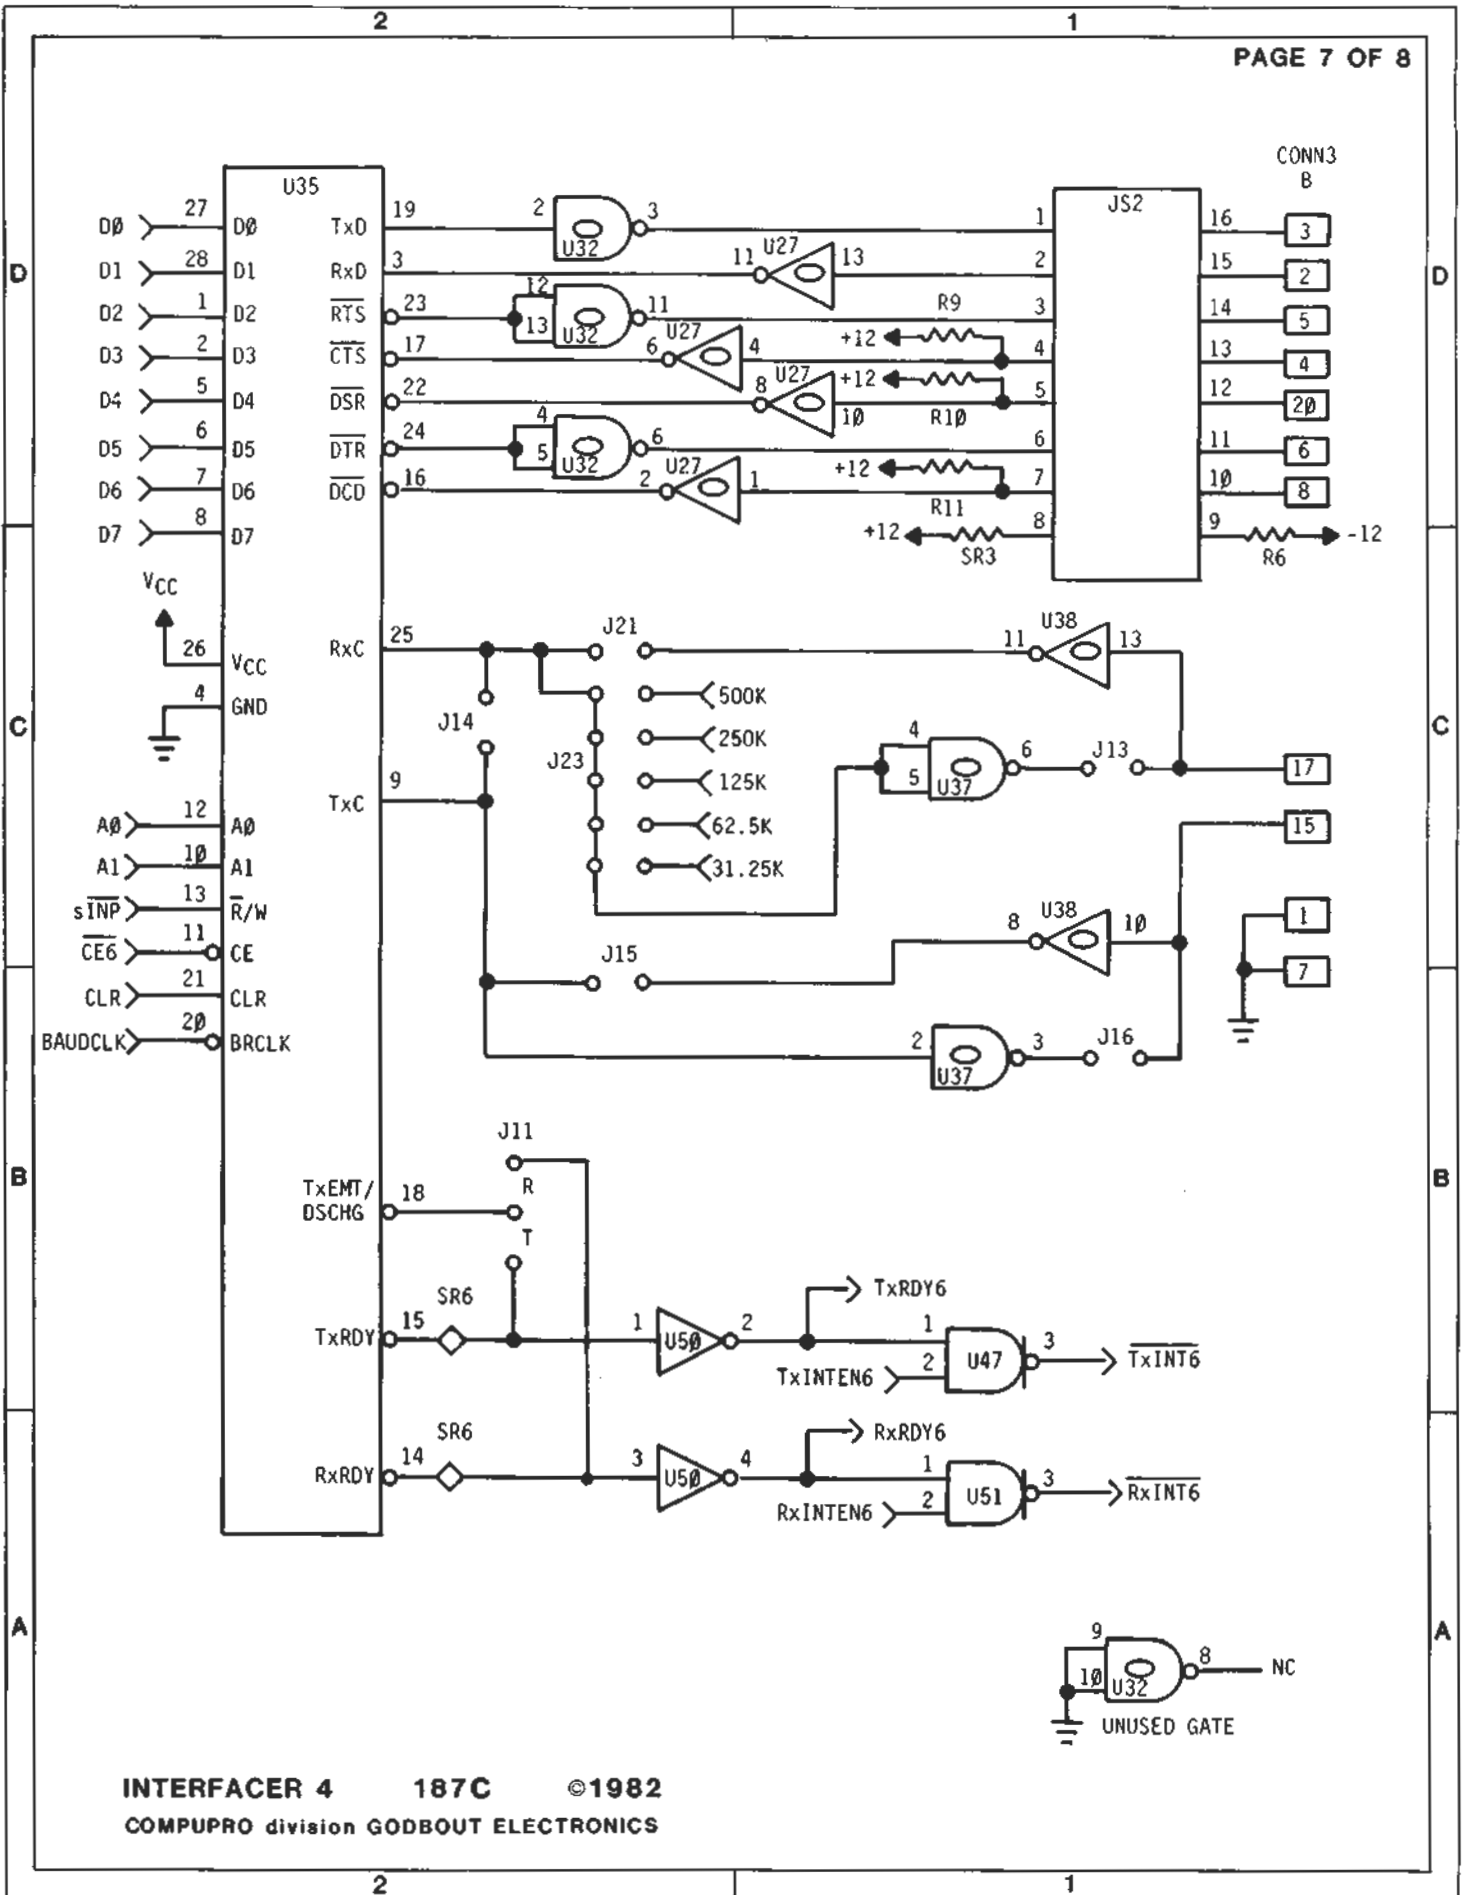 2 1
PAGE 7 OF 8
CONN3
B
U35 JS2
DØ 27 DØ TxD 19 2 U32 3 1 16 3
D1 28 D1 RxD 3 11 U27 13 2 15 2
D2 1 D2 RTS 23 12 13 U32 11 3 14 5
+12 R9
D3 2 D3 CTS 17 6 U27 4 4 13 4
+12 R1Ø
D4 5 D4 DSR 22 8 U27 1Ø 5 12 2Ø
D5 6 D5 DTR 24 4 5 U32 6 6 11 6
+12 R11
D6 7 D6 DCD 16 2 U27 1 7 1Ø 8
D7 8 D7
+12 SR3 8 9 R6 -12
VCC
26 VCC
4 GND
RxC 25 J21 11 U38 13
J14 J23
500K
250K
125K
62.5K
31.25K
4 5 U37 6 J13 17
TxC 9
15
AØ 12 AØ
A1 1Ø A1
sINP 13 R/W
CE6 11 CE
CLR 21 CLR
BAUDCLK 2Ø BRCLK
J15 8 U38 1Ø
1
7
2 U37 3 J16
J11
R
T
TxEMT/
DSCHG 18
TxRDY 15 SR6 1 U5Ø 2 TxRDY6
TxINTEN6 1 2 U47 3 TxINT6
RxRDY 14 SR6 3 U5Ø 4 RxRDY6
RxINTEN6 1 2 U51 3 RxINT6
9 1Ø U32 8 NC
UNUSED GATE
INTERFACER 4 187C ©1982
COMPUPRO division GODBOUT ELECTRONICS
D D
C C
B B
A A
2 1